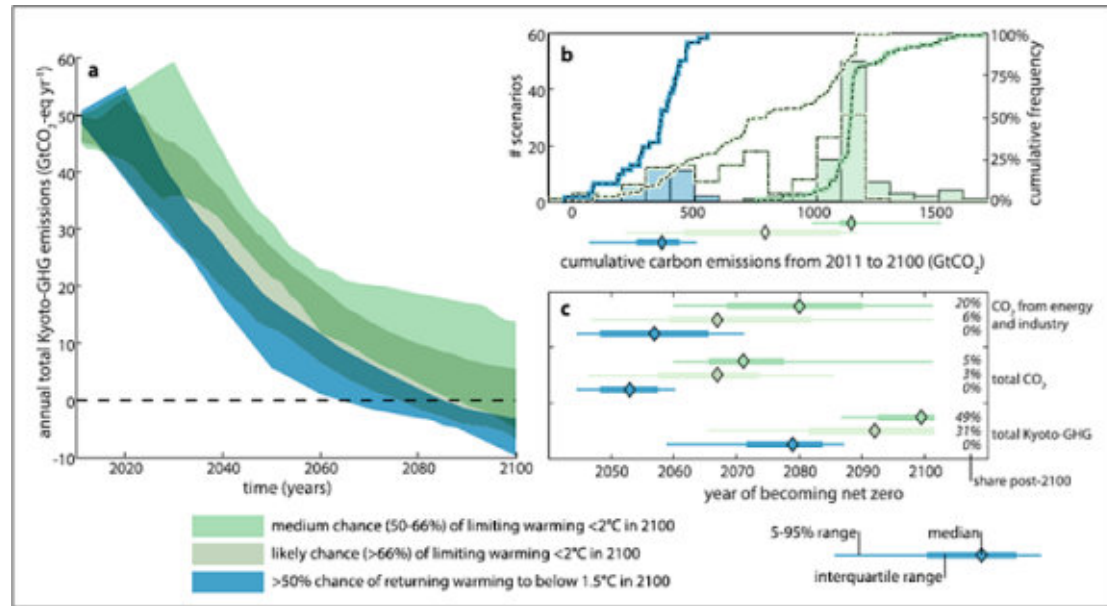 a
annual total Kyoto-GHG emissions (GtCO₂-eq yr⁻¹)
60
50
40
30
20
10
0
-10
2020
2040
2060
2080
2100
time (years)
b
# scenarios
60
40
20
0
100%
75%
50%
25%
0%
cumulative frequency
0
500
1000
1500
cumulative carbon emissions from 2011 to 2100 (GtCO₂)
c
20%
6%
0%
CO₂ from energy
and industry
5%
3%
0%
total CO₂
49%
31%
0%
total Kyoto-GHG
2050
2060
2070
2080
2090
2100
year of becoming net zero
share post-2100
medium chance (50-66%) of limiting warming <2°C in 2100
likely chance (>66%) of limiting warming <2°C in 2100
>50% chance of returning warming to below 1.5°C in 2100
5-95% range
median
interquartile range